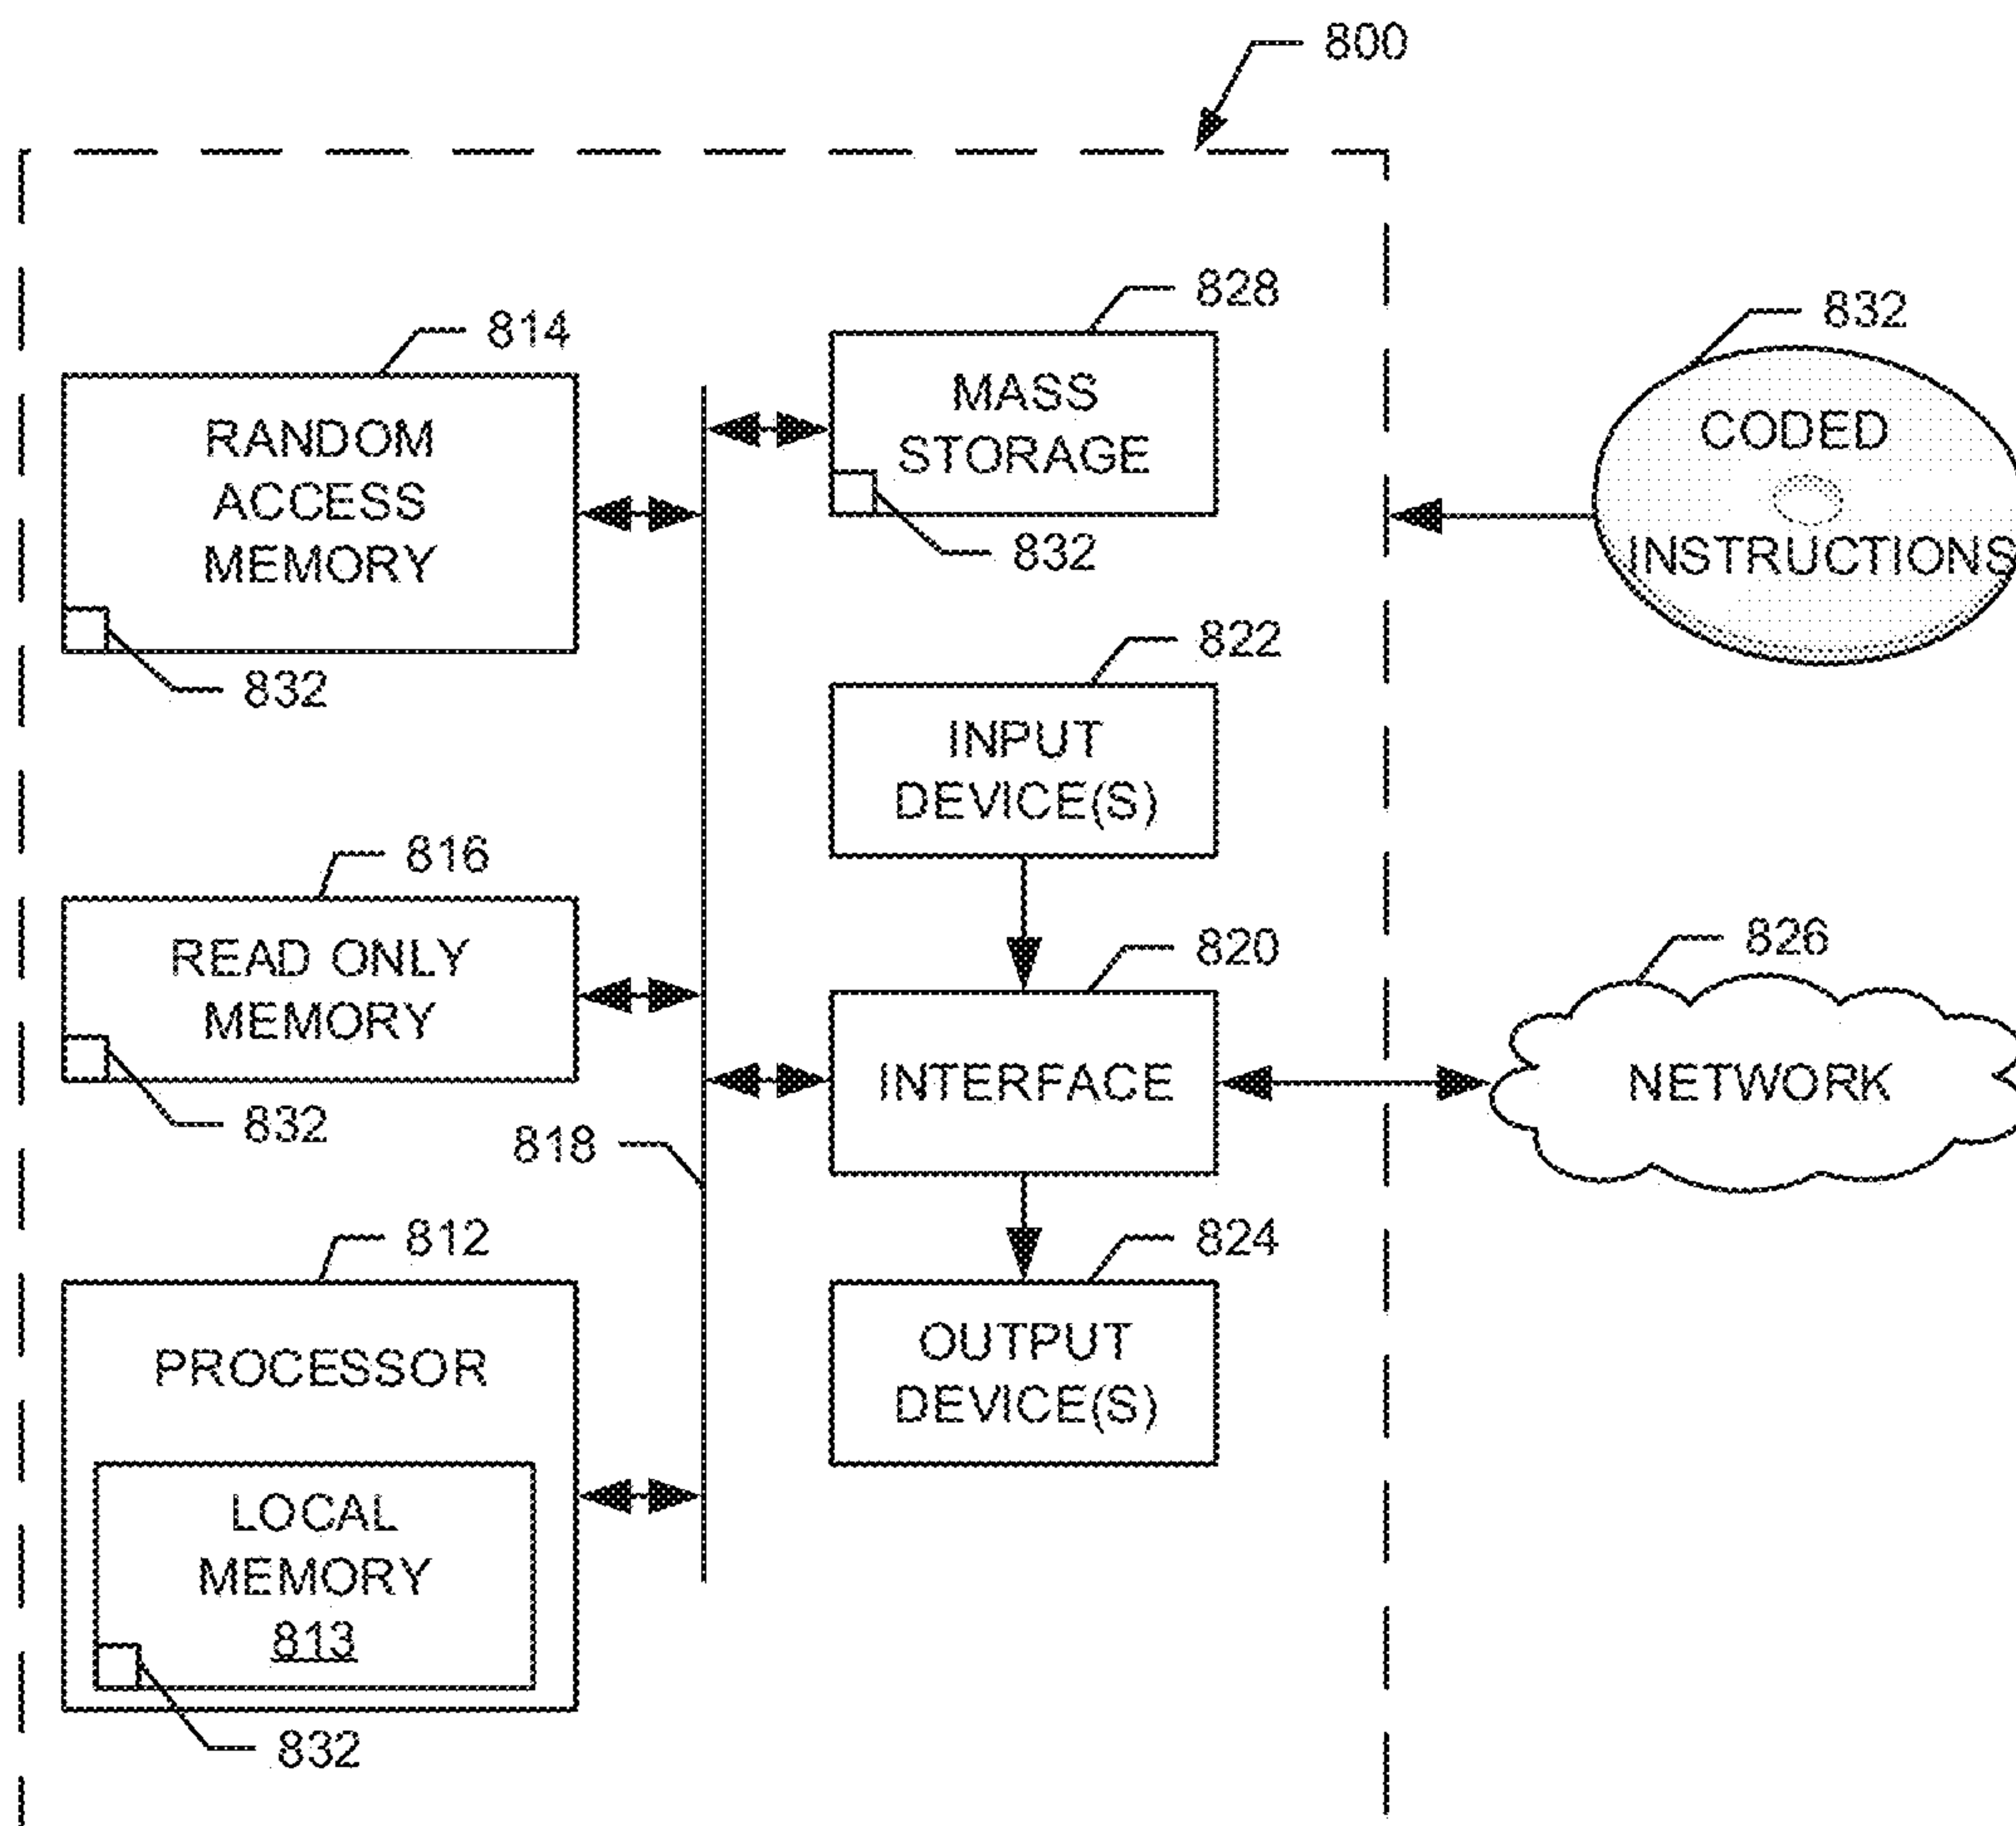 800
828
814
832
MASS
STORAGE
RANDOM
ACCESS
MEMORY
CODED
INSTRUCTIONS
832
832
822
INPUT
DEVICE(S)
816
820
826
READ ONLY
MEMORY
INTERFACE
NETWORK
832
818
812
824
PROCESSOR
OUTPUT
DEVICE(S)
LOCAL
MEMORY
813
832